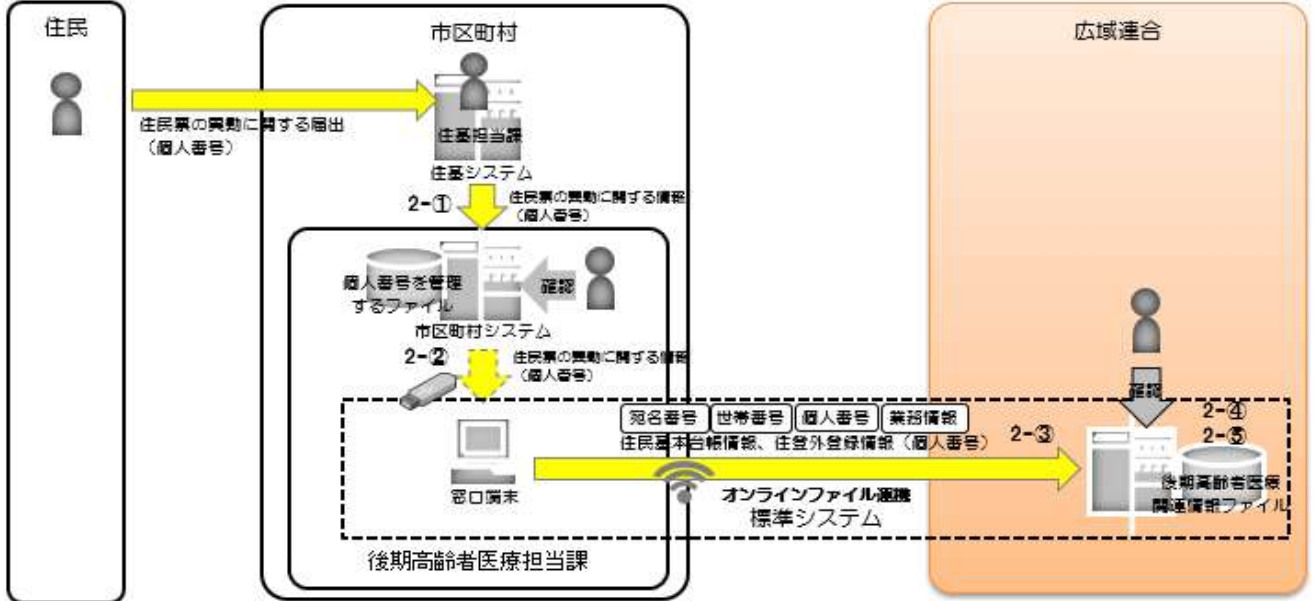 住民
市区町村
広域連合
住民票の異動に関する届出
(個人番号)
住基担当課
住基システム
2-①
住民票の異動に関する情報
(個人番号)
個人番号を管理
するファイル
確認
市区町村システム
2-②
住民票の異動に関する情報
(個人番号)
確認
宛名番号 世帯番号 個人番号 業務情報
住民基本台帳情報、住登外登録情報(個人番号)
2-③
2-④
2-⑤
窓口端末
オンラインファイル連携
標準システム
後期高齢者医療
関連情報ファイル
後期高齢者医療担当課